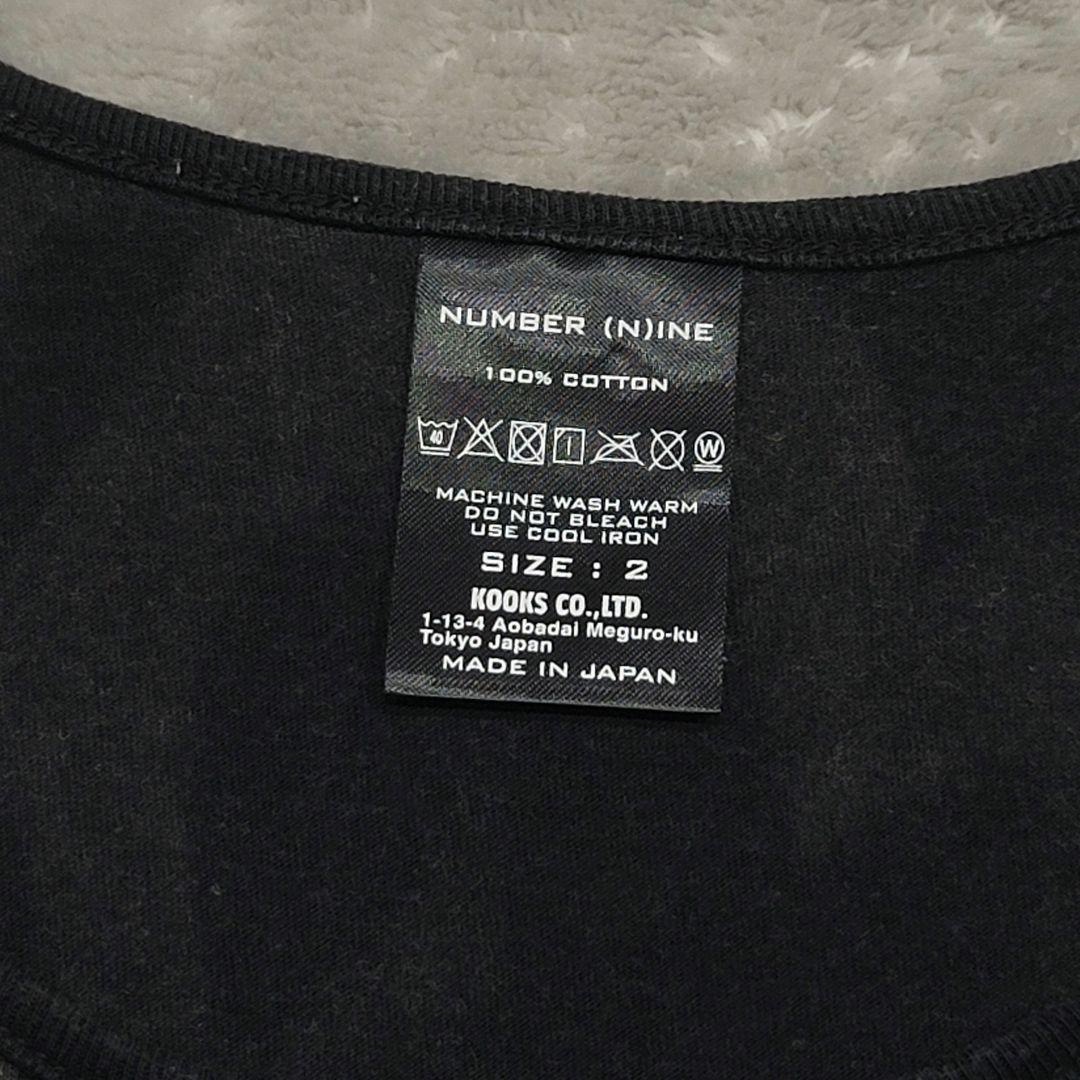 NUMBER (N)INE
100% COTTON
40
W
MACHINE WASH WARM
DO NOT BLEACH
USE COOL IRON
SIZE : 2
KOOKS CO.,LTD.
1-13-4 Aobadai Meguro-ku
Tokyo Japan
MADE IN JAPAN